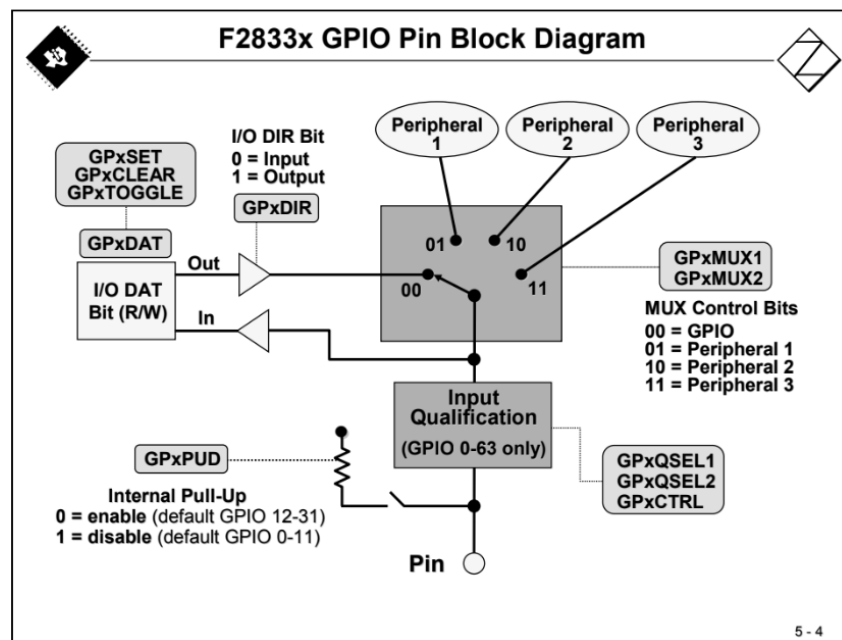 F2833x GPIO Pin Block Diagram
Peripheral
1
Peripheral
2
Peripheral
3
I/O DIR Bit
0 = Input
1 = Output
GPxSET
GPxCLEAR
GPxTOGGLE
GPxDIR
GPxDAT
Out
I/O DAT
Bit (R/W)
In
01
10
00
11
GPxMUX1
GPxMUX2
MUX Control Bits
00 = GPIO
01 = Peripheral 1
10 = Peripheral 2
11 = Peripheral 3
Input
Qualification
(GPIO 0-63 only)
GPxPUD
GPxQSEL1
GPxQSEL2
GPxCTRL
Internal Pull-Up
0 = enable (default GPIO 12-31)
1 = disable (default GPIO 0-11)
Pin
5 - 4